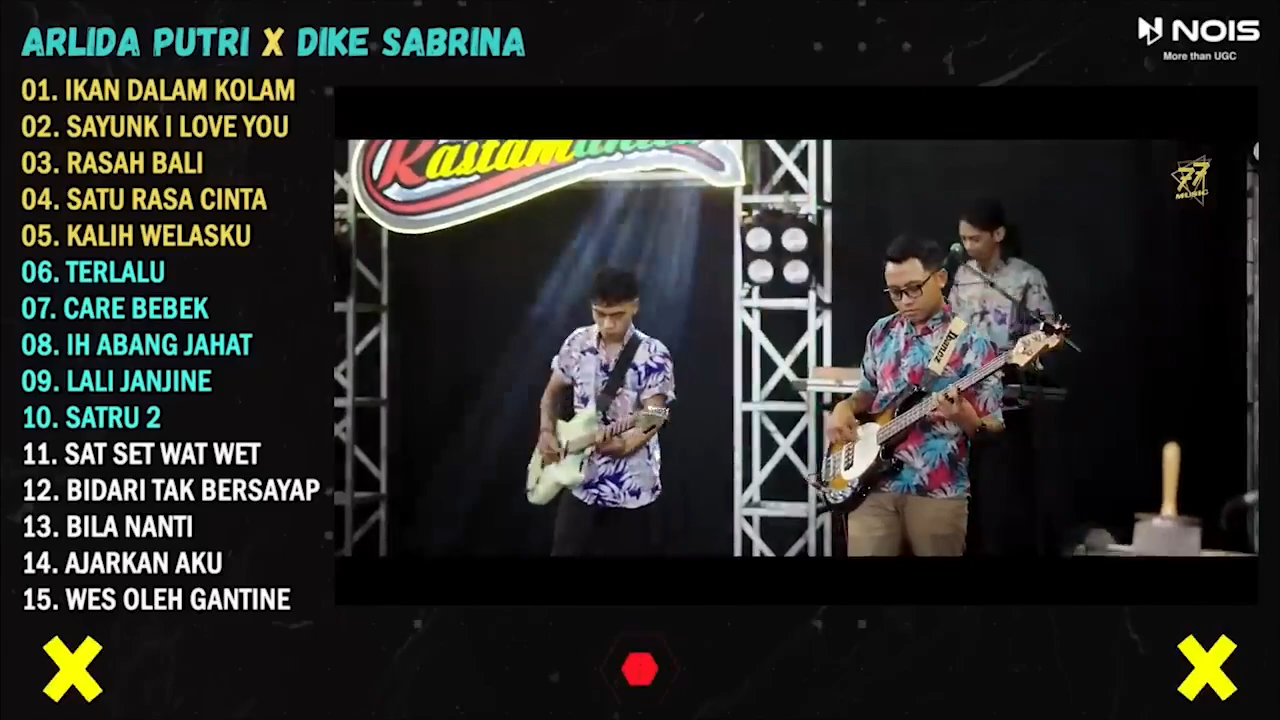 ARLIDA PUTRI X DIKE SABRINA
NOIS
More than UGC
01. IKAN DALAM KOLAM
02. SAYUNK I LOVE YOU
03. RASAH BALI
04. SATU RASA CINTA
05. KALIH WELASKU
06. TERLALU
07. CARE BEBEK
08. IH ABANG JAHAT
09. LALI JANJINE
10. SATRU 2
11. SAT SET WAT WET
12. BIDARI TAK BERSAYAP
13. BILA NANTI
14. AJARKAN AKU
15. WES OLEH GANTINE
77
MUSIC
Ibanez